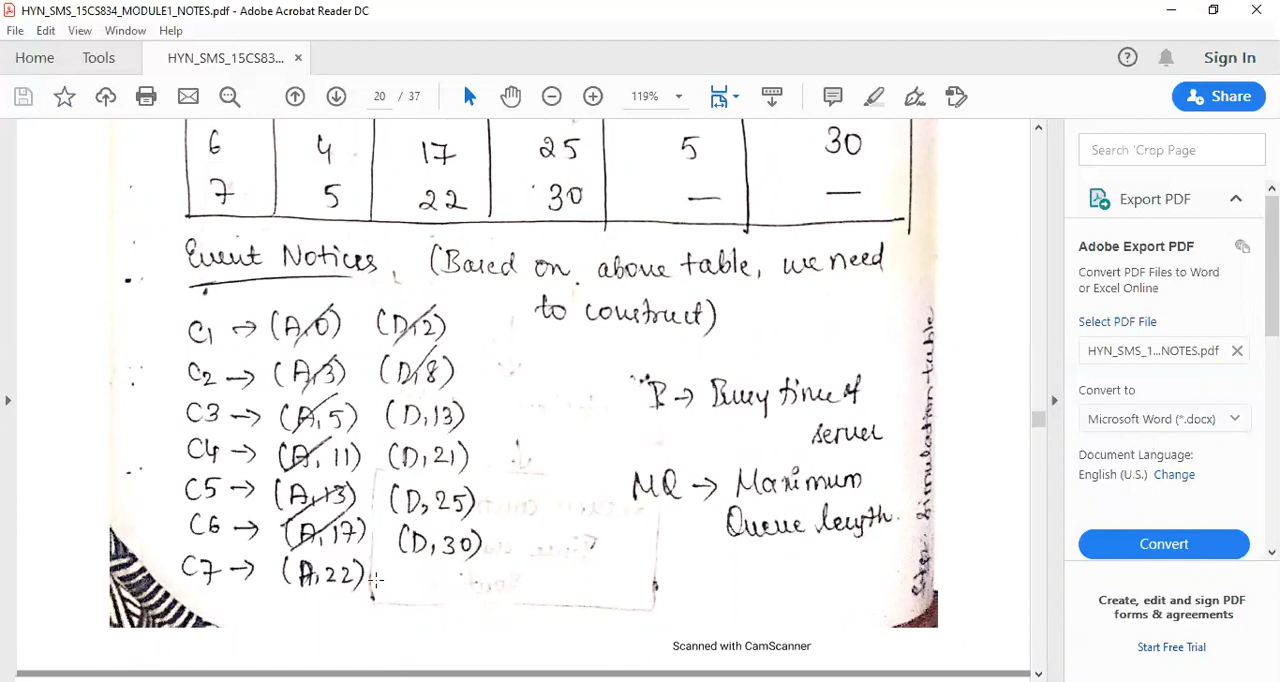 HYN_SMS_15CS834_MODULE1_NOTES.pdf - Adobe Acrobat Reader DC
File Edit View Window Help
Home Tools HYN_SMS_15CS83... × Sign In
20 / 37 119% Share
6 4 17 25 5 30
7 5 22 30 — —
Event Notices, (Based on above table, we need
to construct)
C1 → (A,0) (D,2)
C2 → (A,3) (D,8)
C3 → (A,5) (D,13)
C4 → (A,11) (D,21)
C5 → (A,13) (D,25)
C6 → (A,17) (D,30)
C7 → (A,22)
B → Busy time of
server
MQ → Maximum
Queue length.
Simulation-table
Scanned with CamScanner
Search 'Crop Page'
Export PDF
Adobe Export PDF
Convert PDF Files to Word
or Excel Online
Select PDF File
HYN_SMS_1...NOTES.pdf
Convert to
Microsoft Word (*.docx)
Document Language:
English (U.S.) Change
Convert
Create, edit and sign PDF
forms & agreements
Start Free Trial